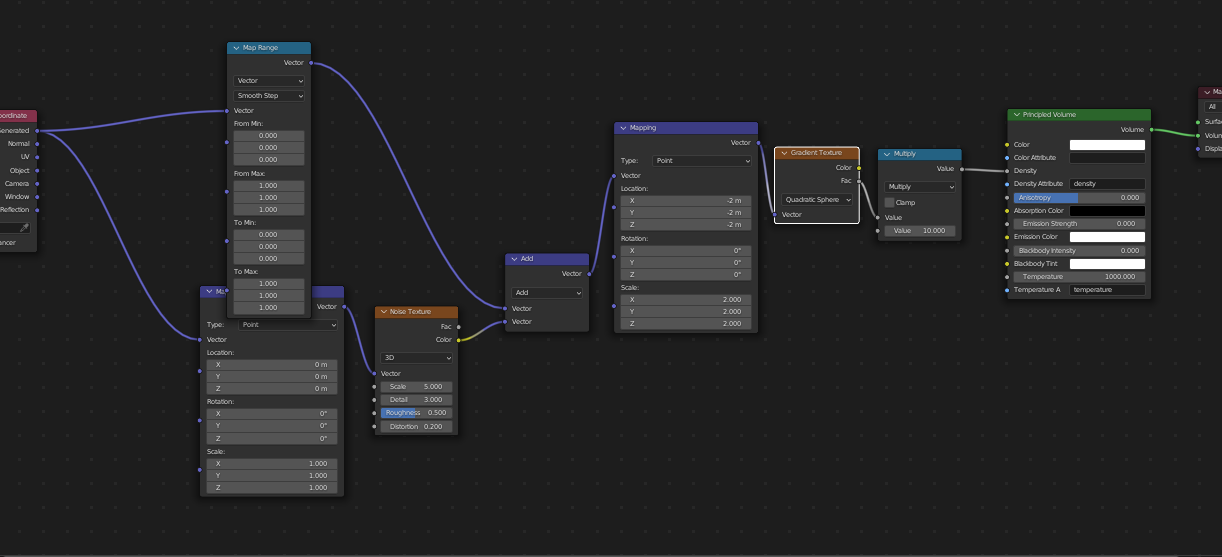 oordinate
Generated
Normal
UV
Object
Camera
Window
Reflection
ancer
Map Range
Vector
Vector
Smooth Step
Vector
From Min:
0.000
0.000
0.000
From Max:
1.000
1.000
1.000
To Min:
0.000
0.000
0.000
To Max:
1.000
1.000
1.000
Ma
Vector
Type: Point
Vector
Location:
X 0 m
Y 0 m
Z 0 m
Rotation:
X 0°
Y 0°
Z 0°
Scale:
X 1.000
Y 1.000
Z 1.000
Noise Texture
Fac
Color
3D
Vector
Scale 5.000
Detail 3.000
Roughness 0.500
Distortion 0.200
Add
Vector
Add
Vector
Vector
Mapping
Vector
Type: Point
Vector
Location:
X -2 m
Y -2 m
Z -2 m
Rotation:
X 0°
Y 0°
Z 0°
Scale:
X 2.000
Y 2.000
Z 2.000
Gradient Texture
Color
Fac
Quadratic Sphere
Vector
Multiply
Value
Multiply
Clamp
Value
Value 10.000
Principled Volume
Volume
Color
Color Attribute
Density
Density Attribute density
Anisotropy 0.000
Absorption Color
Emission Strength 0.000
Emission Color
Blackbody Intensity 0.000
Blackbody Tint
Temperature 1000.000
Temperature A temperature
Ma
All
Surfa
Volum
Displa